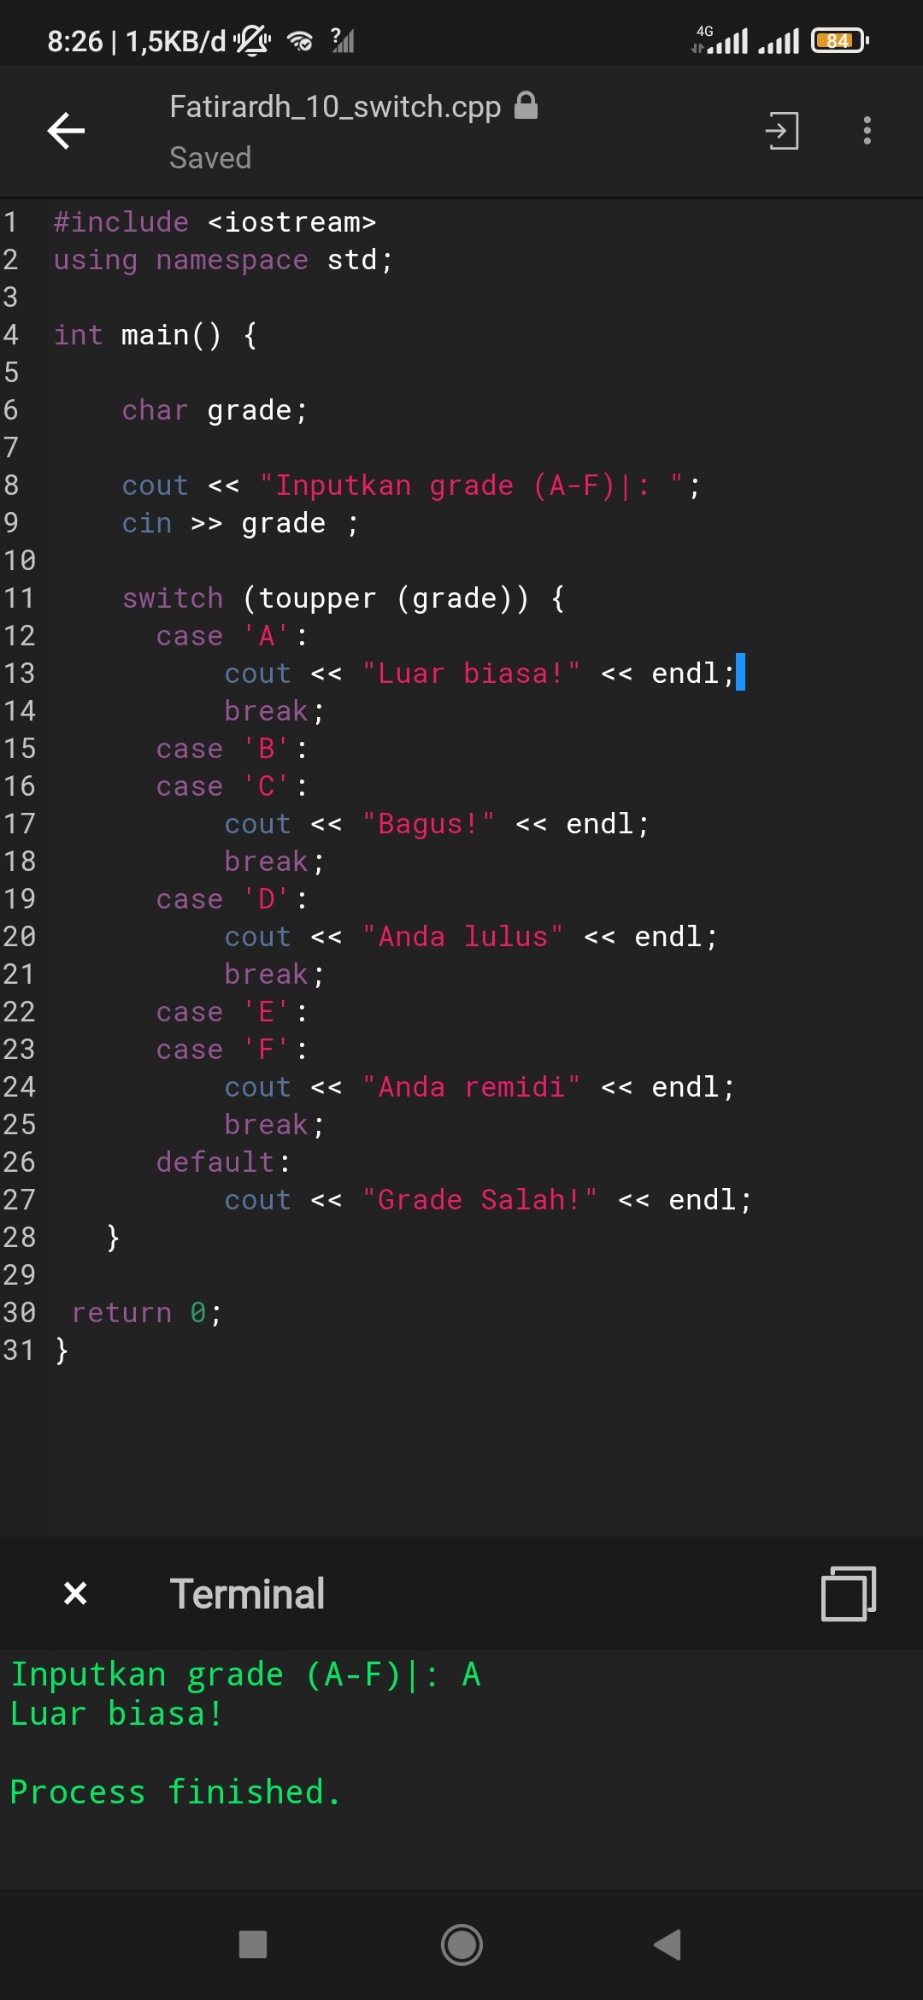 8:26 | 1,5KB/d ? 4G 84
Fatirardh_10_switch.cpp
Saved
1 #include <iostream>
2 using namespace std;
3
4 int main() {
5
6 char grade;
7
8 cout << "Inputkan grade (A-F)|: ";
9 cin >> grade ;
10
11 switch (toupper (grade)) {
12 case 'A':
13 cout << "Luar biasa!" << endl;
14 break;
15 case 'B':
16 case 'C':
17 cout << "Bagus!" << endl;
18 break;
19 case 'D':
20 cout << "Anda lulus" << endl;
21 break;
22 case 'E':
23 case 'F':
24 cout << "Anda remidi" << endl;
25 break;
26 default:
27 cout << "Grade Salah!" << endl;
28 }
29
30 return 0;
31 }
× Terminal
Inputkan grade (A-F)|: A
Luar biasa!
Process finished.